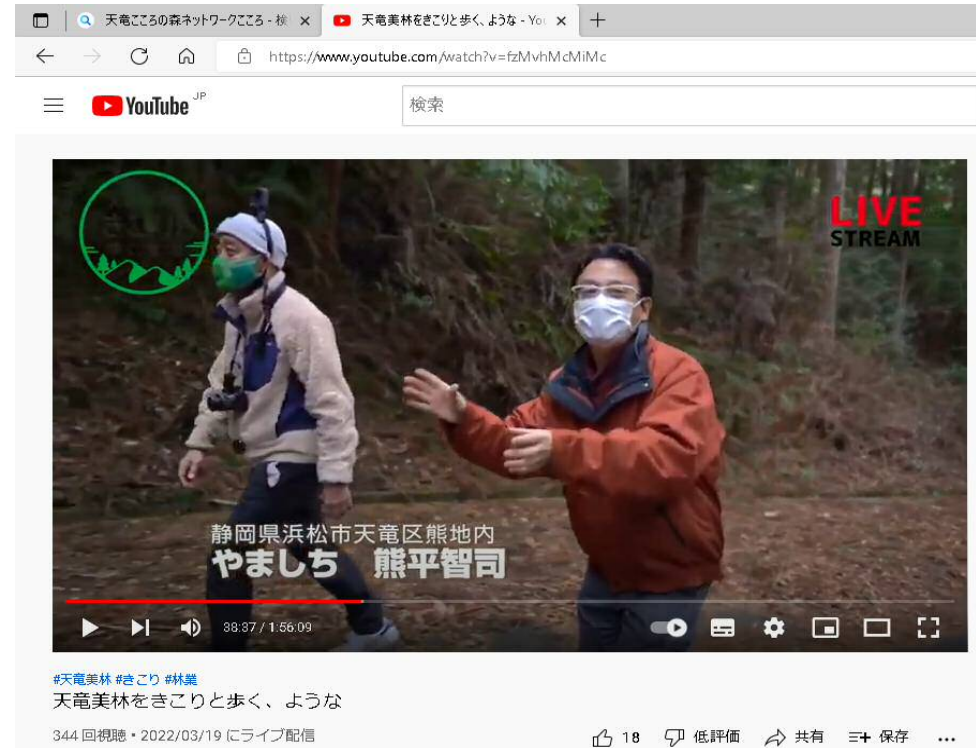 天竜こころの森ネットワークこころ - 検
天竜美林をきこりと歩く、ような - You
https://www.youtube.com/watch?v=fzMvhMcMiMc
YouTube JP
検索
LIVE
STREAM
静岡県浜松市天竜区熊地内
やましち 熊平智司
38:37 / 1:56:09
#天竜美林 #きこり #林業
天竜美林をきこりと歩く、ような
344 回視聴・2022/03/19 にライブ配信
18 低評価 共有 保存 ...